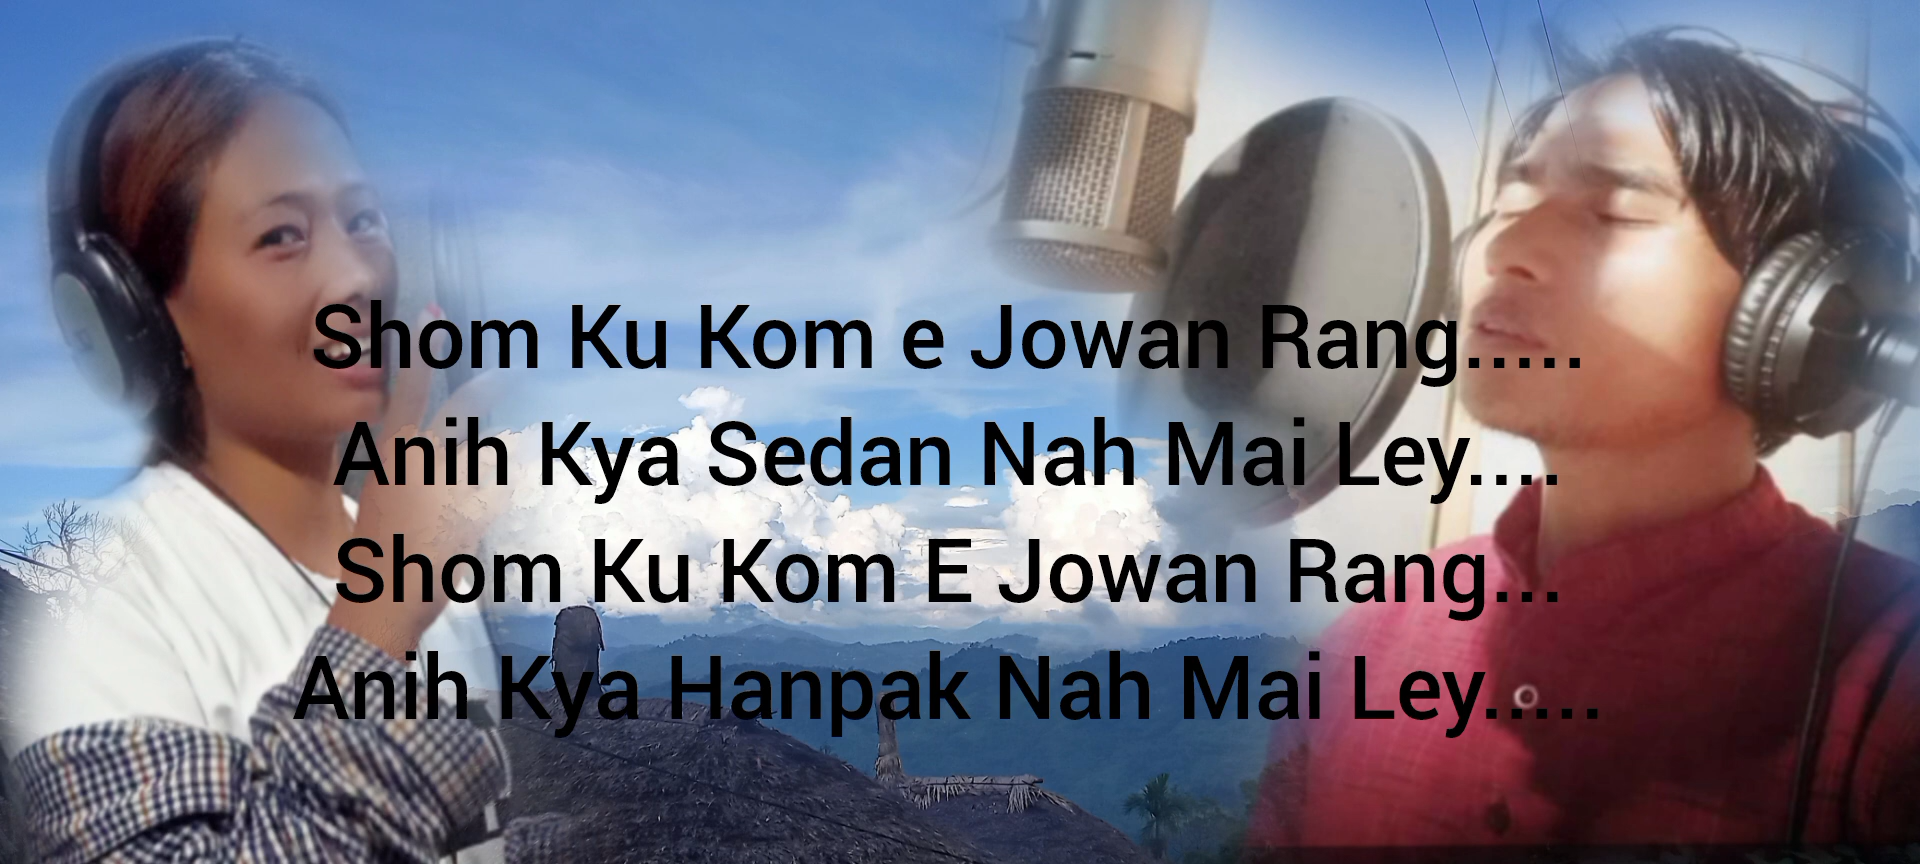 Shom Ku Kom e Jowan Rang.....
Anih Kya Sedan Nah Mai Ley....
Shom Ku Kom E Jowan Rang...
Anih Kya Hanpak Nah Mai Ley.....